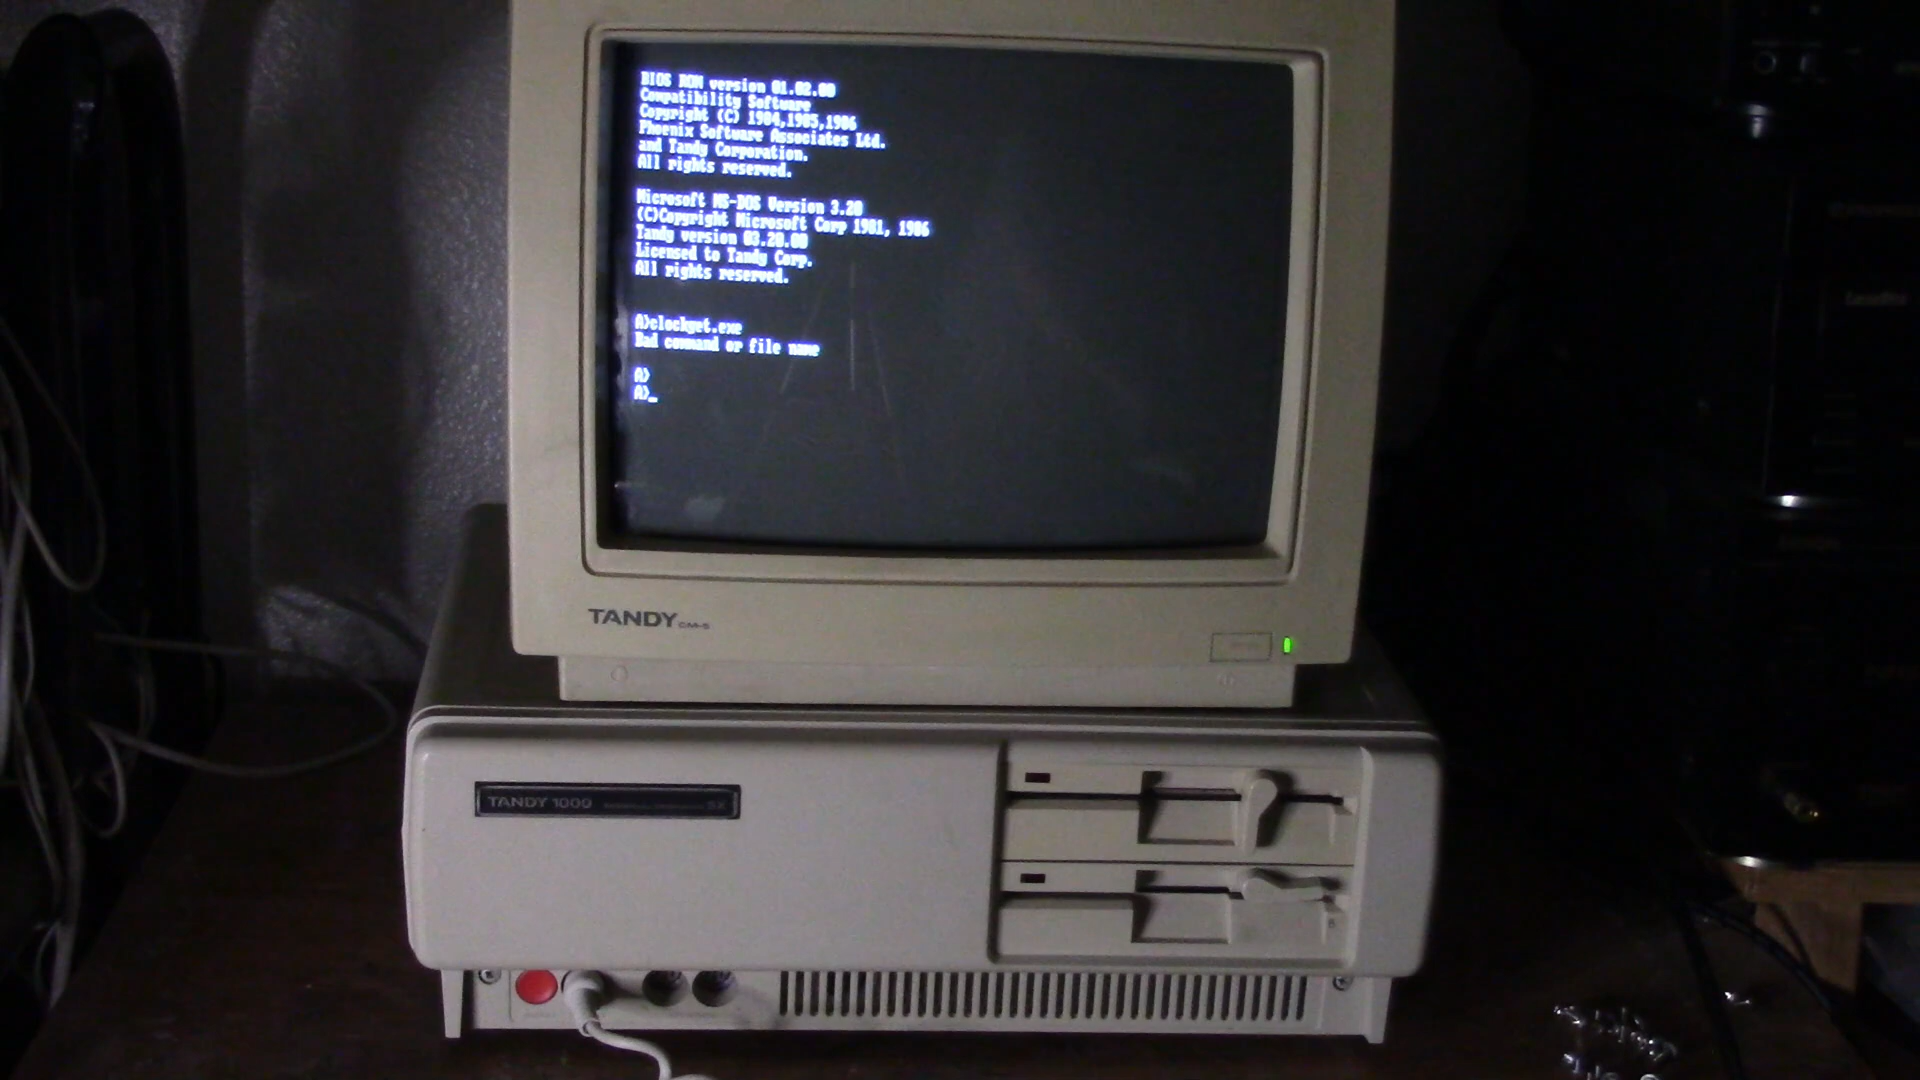 BIOS ROM version 01.02.00
Compatibility Software
Copyright (C) 1984,1985,1986
Phoenix Software Associates Ltd.
and Tandy Corporation.
All rights reserved.
Microsoft MS-DOS Version 3.20
(C)Copyright Microsoft Corp 1981, 1986
Tandy version 03.20.00
Licensed to Tandy Corp.
All rights reserved.
A>clockget.exe
Bad command or file name
A>
A>_
TANDY CM-5
TANDY 1000 SX